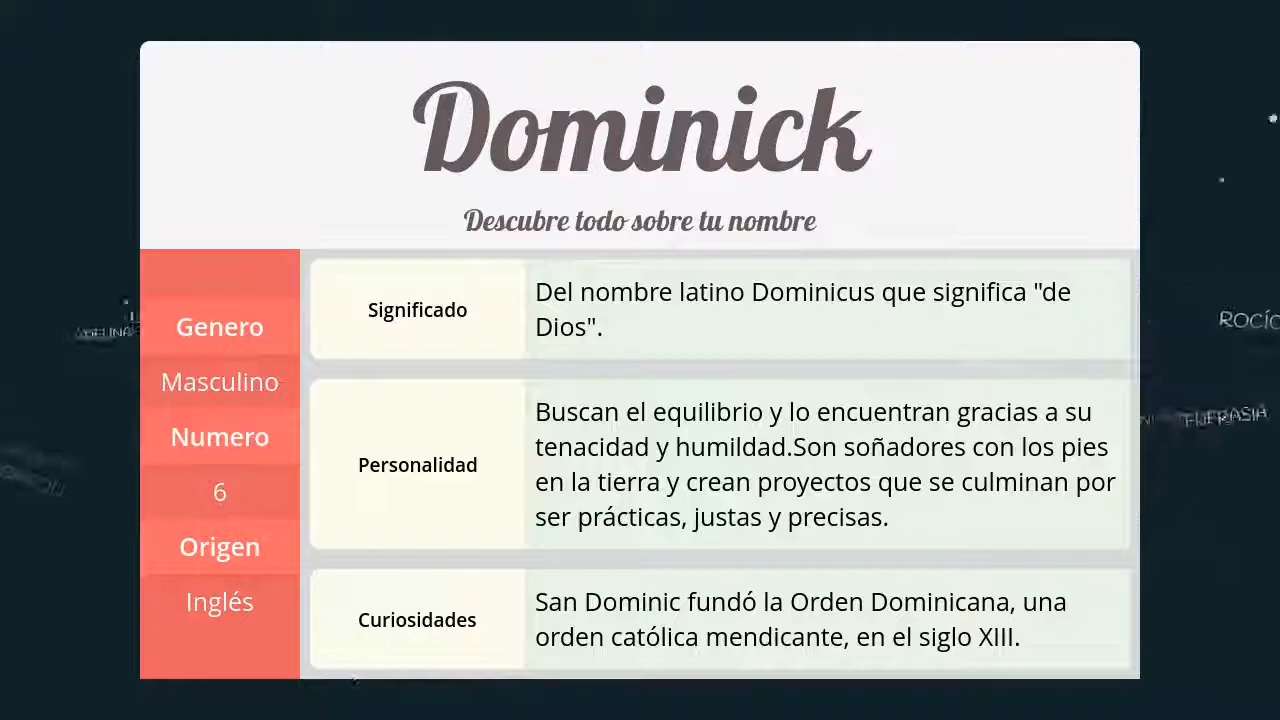 Dominick
Descubre todo sobre tu nombre
Genero
Masculino
Numero
6
Origen
Inglés
Significado
Del nombre latino Dominicus que significa "de
Dios".
Personalidad
Buscan el equilibrio y lo encuentran gracias a su
tenacidad y humildad.Son soñadores con los pies
en la tierra y crean proyectos que se culminan por
ser prácticas, justas y precisas.
Curiosidades
San Dominic fundó la Orden Dominicana, una
orden católica mendicante, en el siglo XIII.